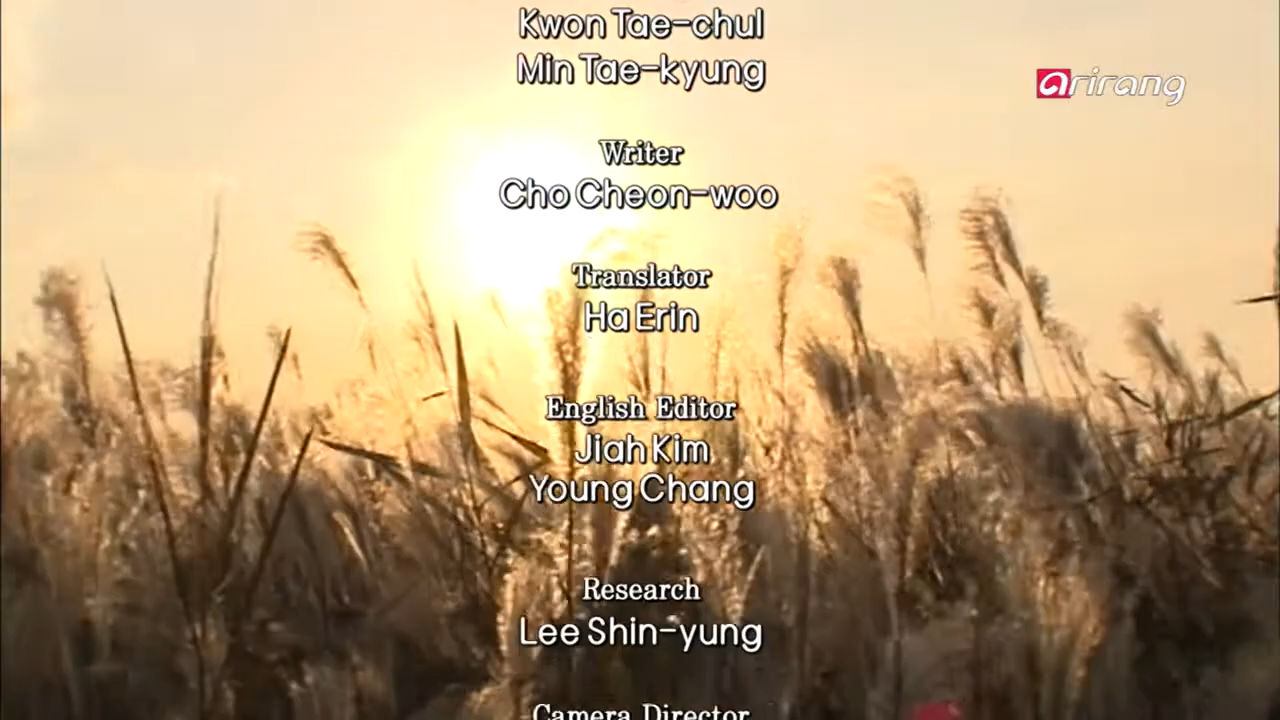 Kwon Tae-chul
Min Tae-kyung
arirang
Writer
Cho Cheon-woo
Translator
Ha Erin
English Editor
Jiah Kim
Young Chang
Research
Lee Shin-yung
Camera Director